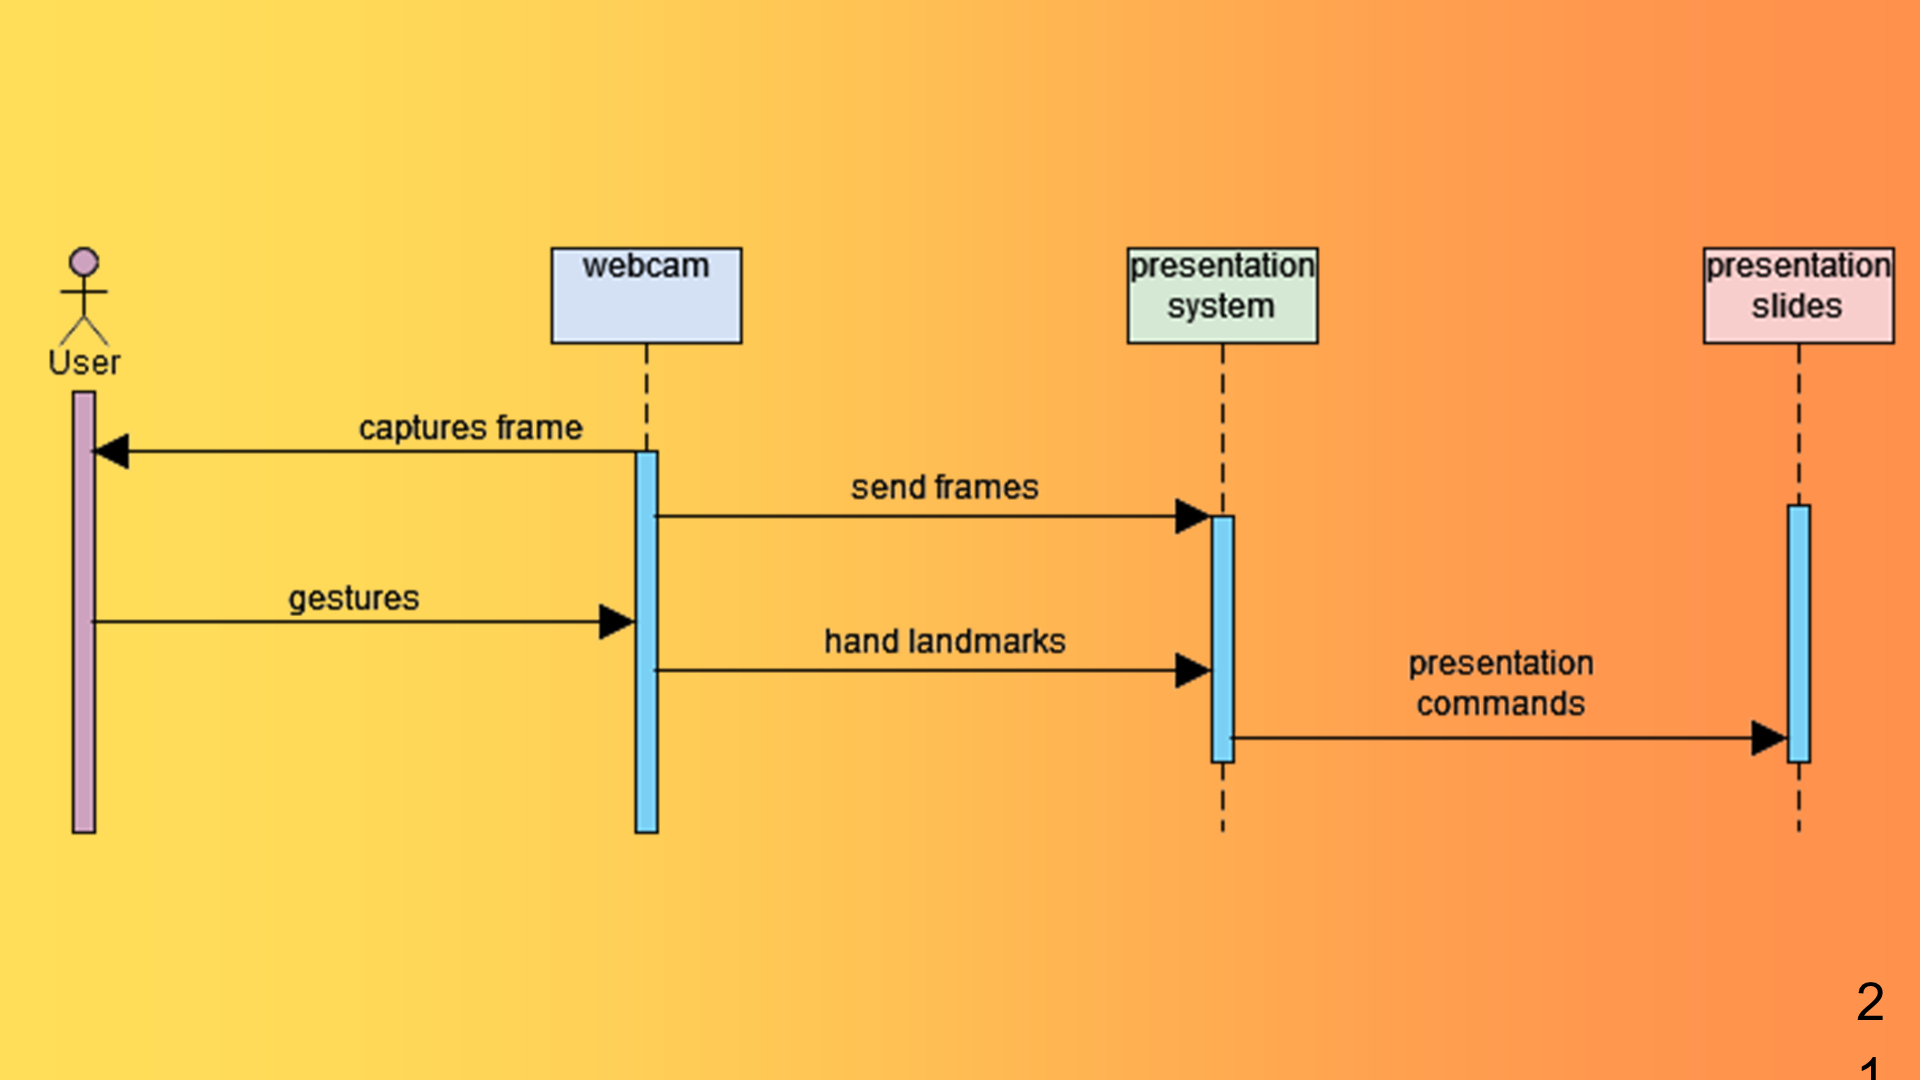 webcam
presentation
system
presentation
slides
User
captures frame
send frames
gestures
hand landmarks
presentation
commands
2
1